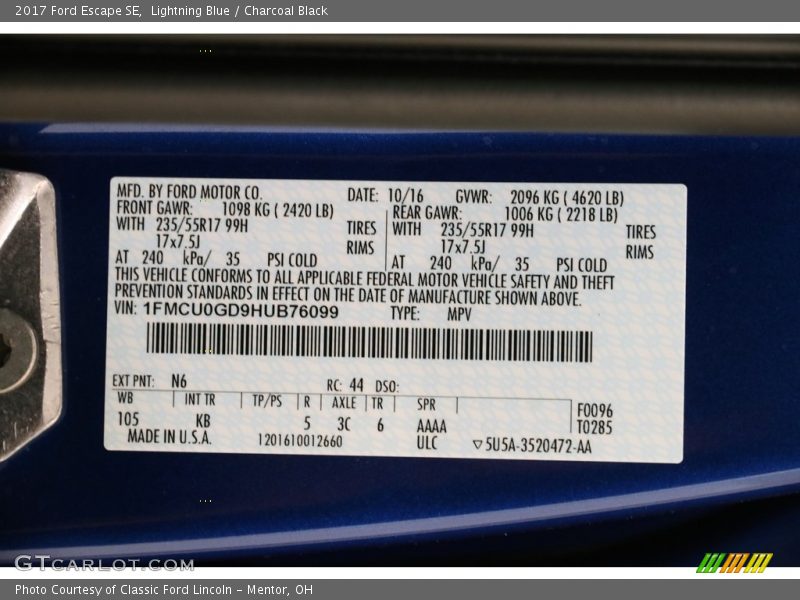 2017 Ford Escape SE,  Lightning Blue / Charcoal Black
MFD. BY FORD MOTOR CO. DATE: 10/16 GVWR: 2096 KG ( 4620 LB)
FRONT GAWR: 1098 KG ( 2420 LB) REAR GAWR: 1006 KG ( 2218 LB)
WITH 235/55R17 99H TIRES WITH 235/55R17 99H TIRES
17x7.5J RIMS 17x7.5J RIMS
AT 240 kPa/ 35 PSI COLD AT 240 kPa/ 35 PSI COLD
THIS VEHICLE CONFORMS TO ALL APPLICABLE FEDERAL MOTOR VEHICLE SAFETY AND THEFT
PREVENTION STANDARDS IN EFFECT ON THE DATE OF MANUFACTURE SHOWN ABOVE.
VIN: 1FMCU0GD9HUB76099 TYPE: MPV
EXT PNT: N6 RC: 44 DSO:
WB INT TR TP/PS R AXLE TR SPR F0096
105 KB 5 3C 6 AAAA T0285
MADE IN U.S.A. 1201610012660 ULC ▽5U5A-3520472-AA
GTCARLOT.COM
Photo Courtesy of Classic Ford Lincoln – Mentor, OH